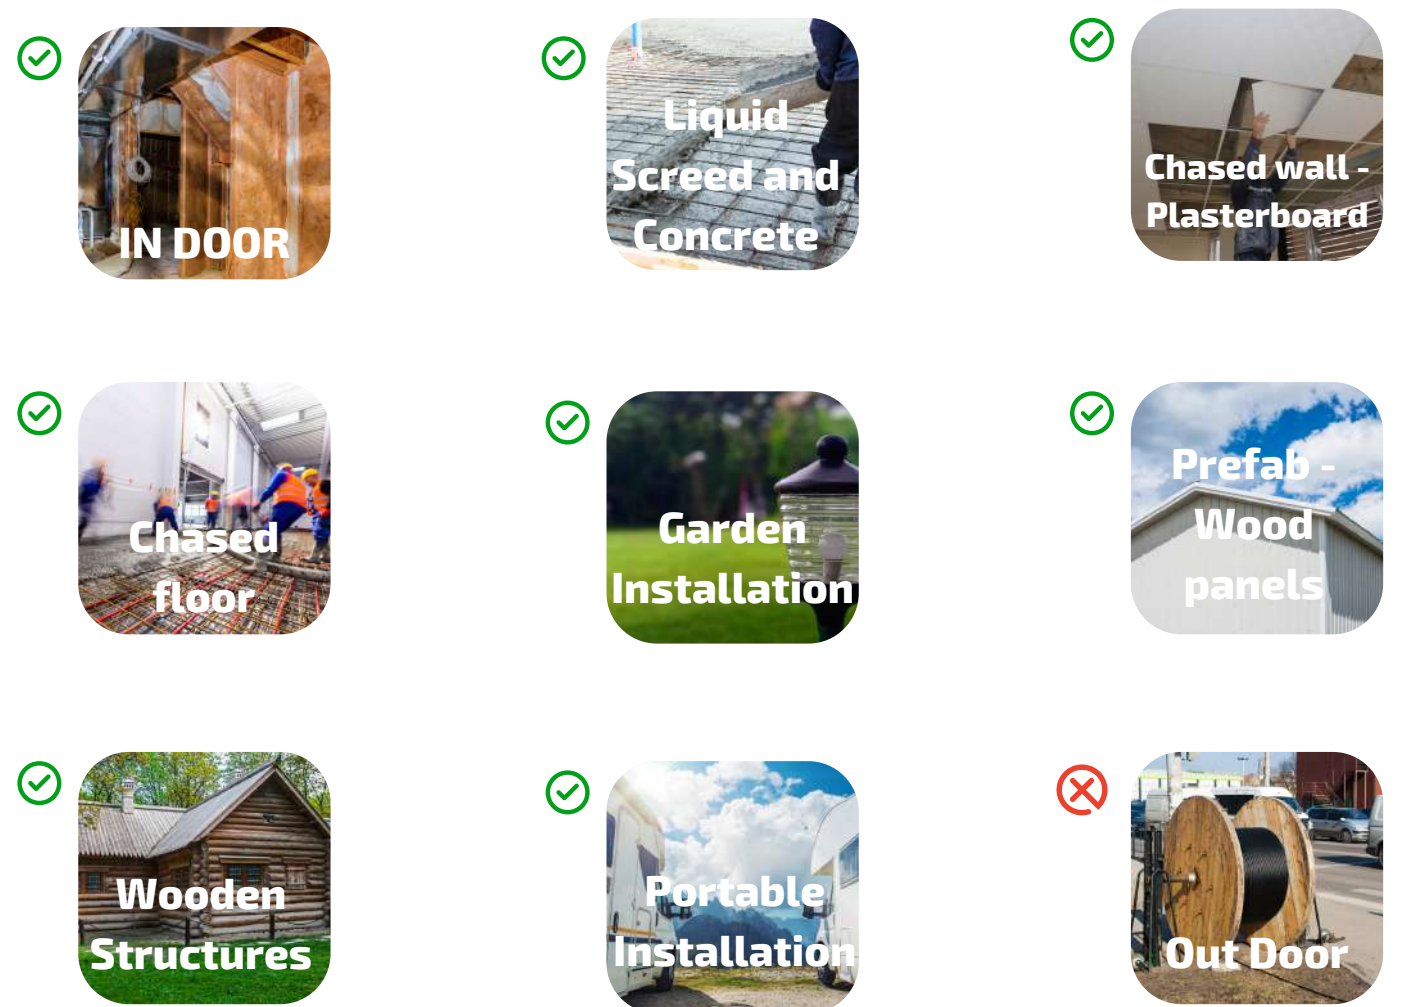 IN DOOR
Liquid
Screed and
Concrete
Chased wall -
Plasterboard
Chased
floor
Garden
Installation
Prefab -
Wood
panels
Wooden
Structures
Portable
Installation
Out Door